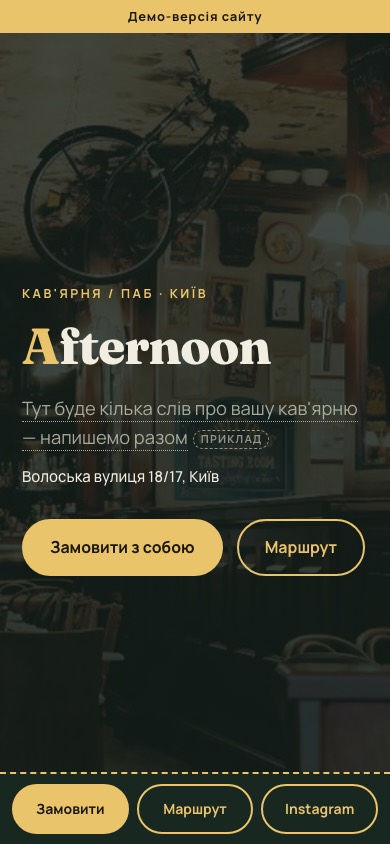 Демо-версія сайту
КАВ'ЯРНЯ / ПАБ · КИЇВ
Afternoon
Тут буде кілька слів про вашу кав'ярню
— напишемо разом ПРИКЛАД
Волоська вулиця 18/17, Київ
Замовити з собою Маршрут
Замовити Маршрут Instagram